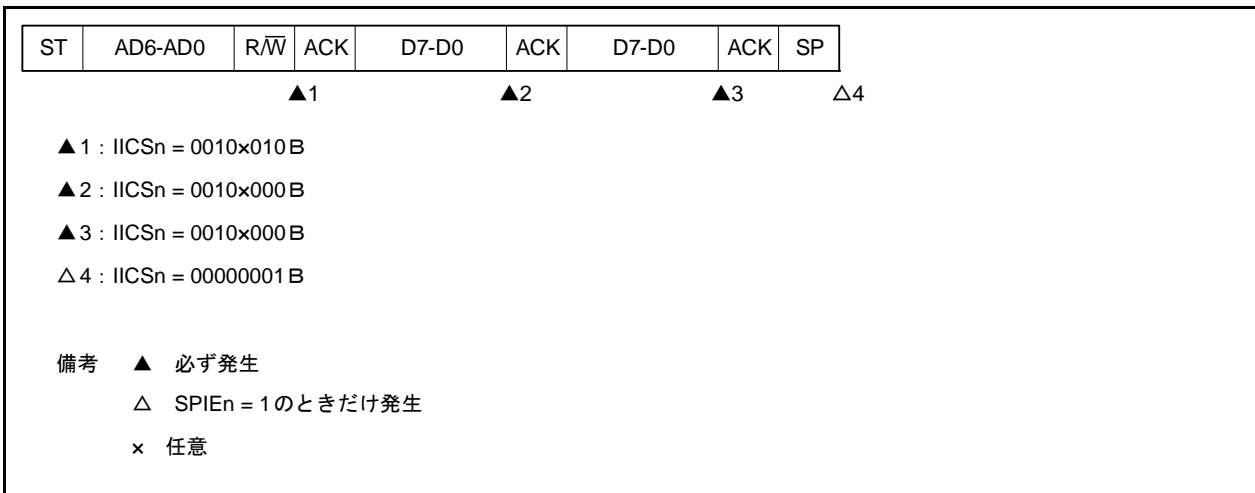 ST AD6-AD0 R/W̅ ACK D7-D0 ACK D7-D0 ACK SP
▲1 ▲2 ▲3 △4
▲1 : IICSn = 0010×010B
▲2 : IICSn = 0010×000B
▲3 : IICSn = 0010×000B
△4 : IICSn = 00000001B
備考 ▲ 必ず発生
△ SPIEn = 1のときだけ発生
× 任意